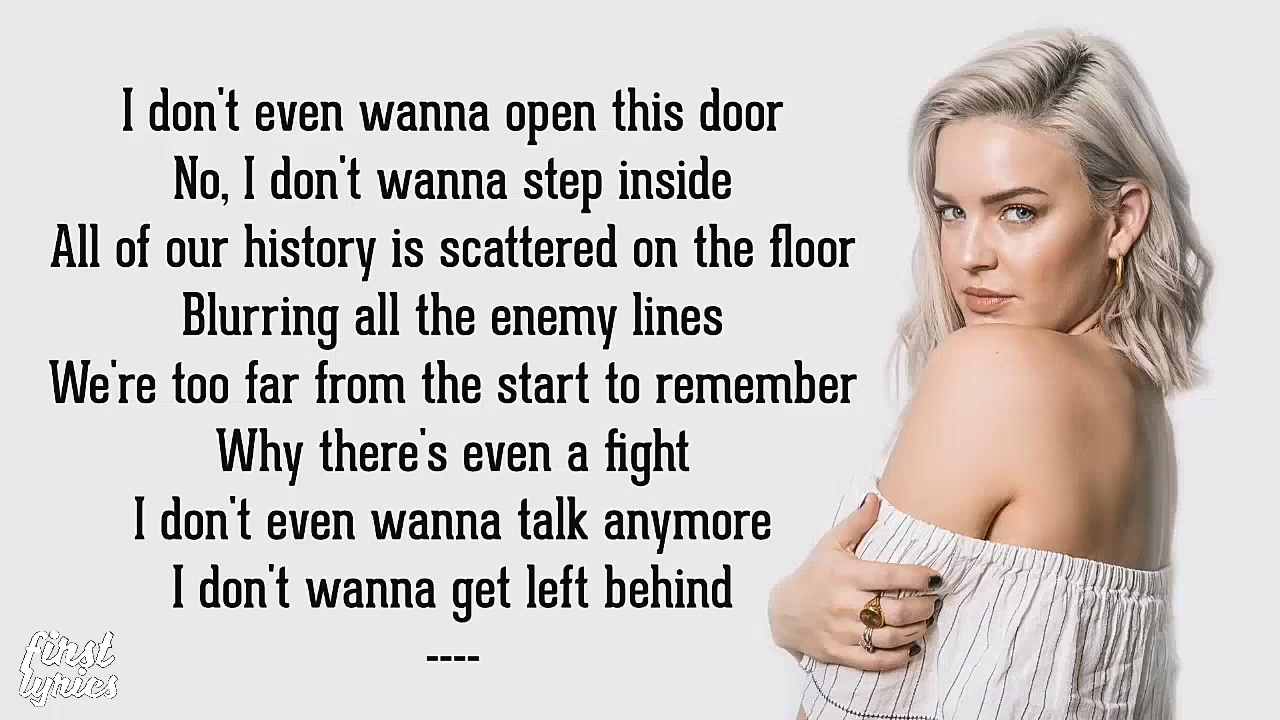 I don't even wanna open this door
No, I don't wanna step inside
All of our history is scattered on the floor
Blurring all the enemy lines
We're too far from the start to remember
Why there's even a fight
I don't even wanna talk anymore
I don't wanna get left behind
----
first
lyrics